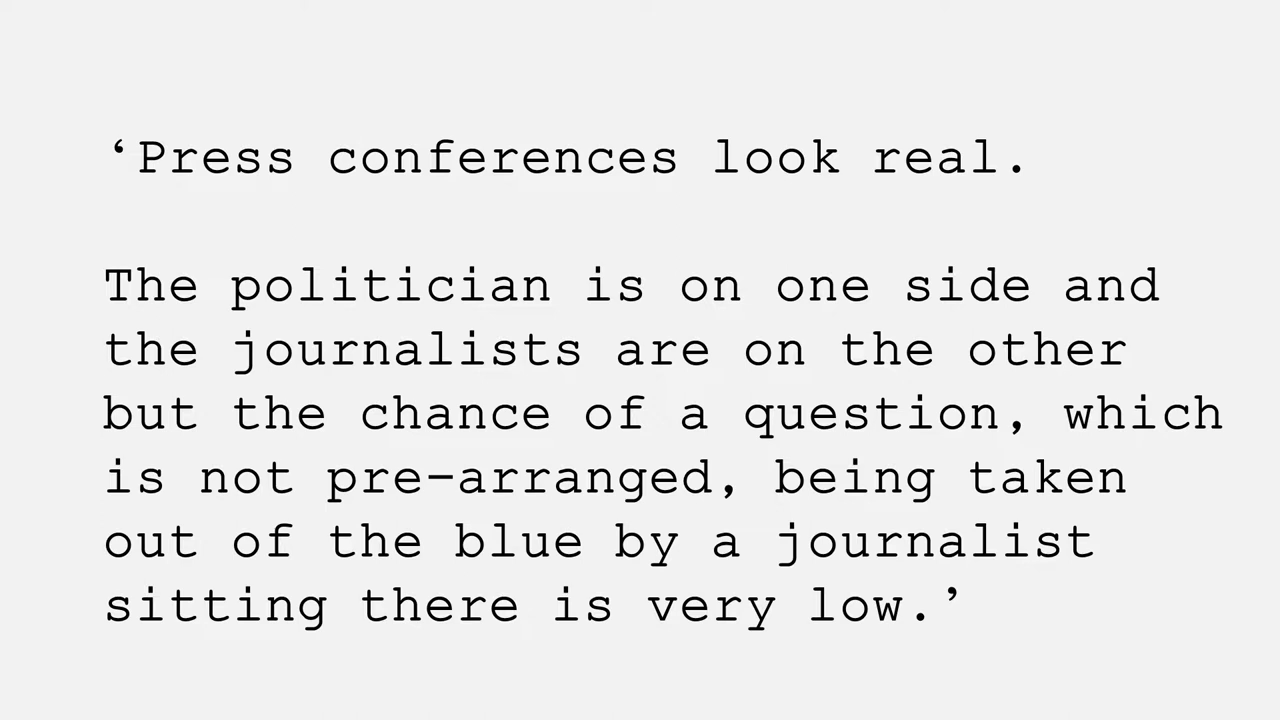 ‘Press conferences look real.
The politician is on one side and
the journalists are on the other
but the chance of a question, which
is not pre-arranged, being taken
out of the blue by a journalist
sitting there is very low.’